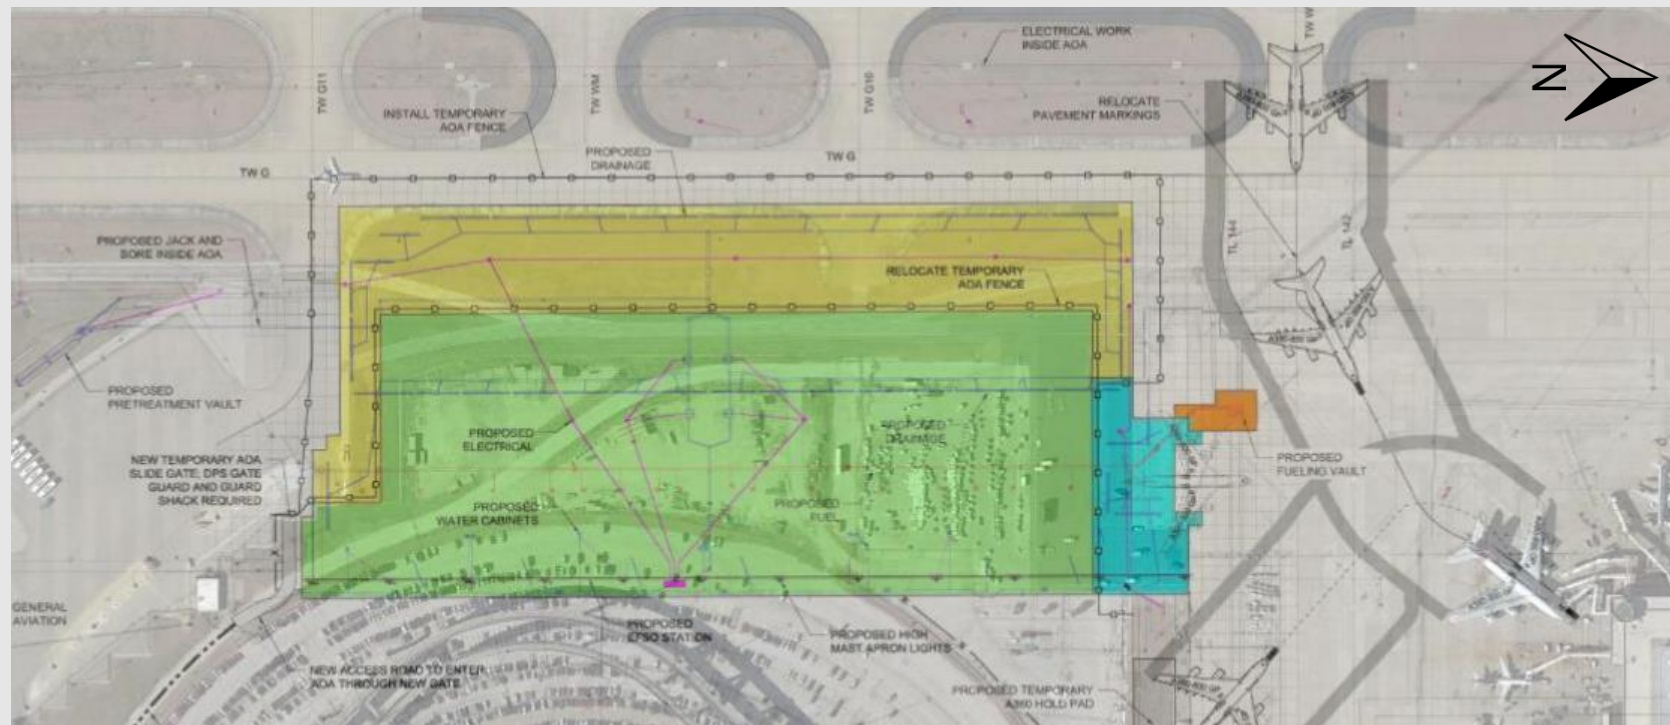 TW W
ELECTRICAL WORK
INSIDE AOA
N
TW G11
TW WM
TW G10
INSTALL TEMPORARY
AOA FENCE
RELOCATE
PAVEMENT MARKINGS
PROPOSED
DRAINAGE
TW G
TW G
PROPOSED JACK AND
BORE INSIDE AOA
TL 144
TL 142
RELOCATE TEMPORARY
AOA FENCE
PROPOSED
PRETREATMENT VAULT
PROPOSED
ELECTRICAL
PROPOSED
DRAINAGE
NEW TEMPORARY AOA
SLIDE GATE, DPS GATE
GUARD AND GUARD
SHACK REQUIRED
PROPOSED
FUELING VAULT
PROPOSED
WATER CABINETS
PROPOSED
FUEL
GENERAL
AVIATION
PROPOSED
EFSO STATION
PROPOSED HIGH
MAST APRON LIGHTS
NEW ACCESS ROAD TO ENTER
AOA THROUGH NEW GATE
PROPOSED TEMPORARY
A380 HOLD PAD